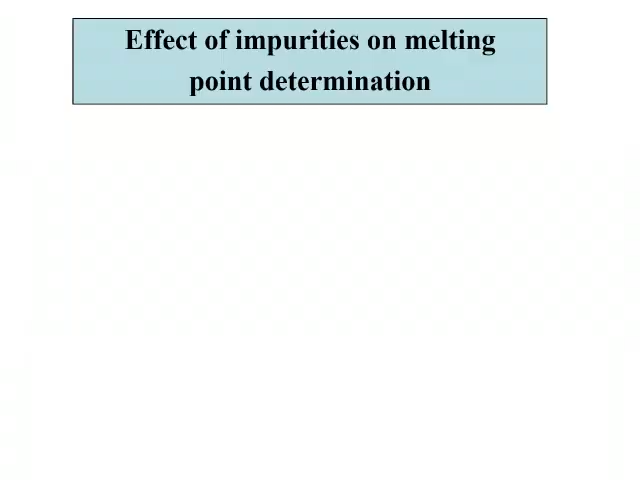 Effect of impurities on melting
point determination